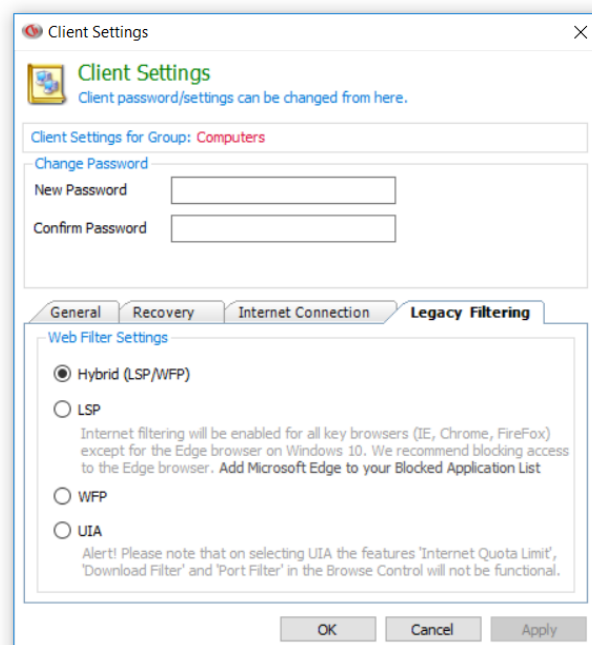 Client Settings
Client Settings
Client password/settings can be changed from here.
Client Settings for Group: Computers
Change Password
New Password
Confirm Password
General Recovery Internet Connection Legacy Filtering
Web Filter Settings
Hybrid (LSP/WFP)
LSP
Internet filtering will be enabled for all key browsers (IE, Chrome, FireFox)
except for the Edge browser on Windows 10. We recommend blocking access
to the Edge browser. Add Microsoft Edge to your Blocked Application List
WFP
UIA
Alert! Please note that on selecting UIA the features 'Internet Quota Limit',
'Download Filter' and 'Port Filter' in the Browse Control will not be functional.
OK Cancel Apply